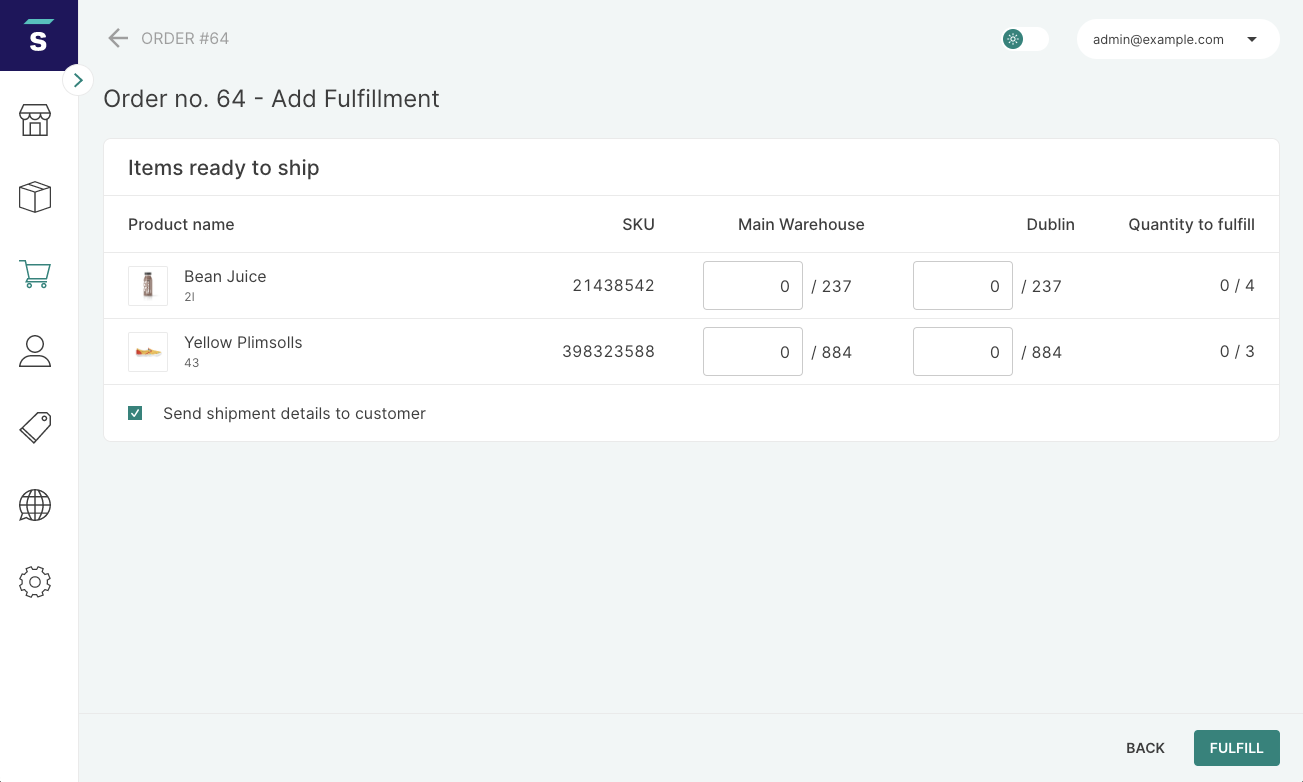 S
ORDER #64
admin@example.com
Order no. 64 - Add Fulfillment
Items ready to ship
Product name SKU Main Warehouse Dublin Quantity to fulfill
Bean Juice
2l
21438542 0 / 237 0 / 237 0 / 4
Yellow Plimsolls
43
398323588 0 / 884 0 / 884 0 / 3
Send shipment details to customer
BACK FULFILL